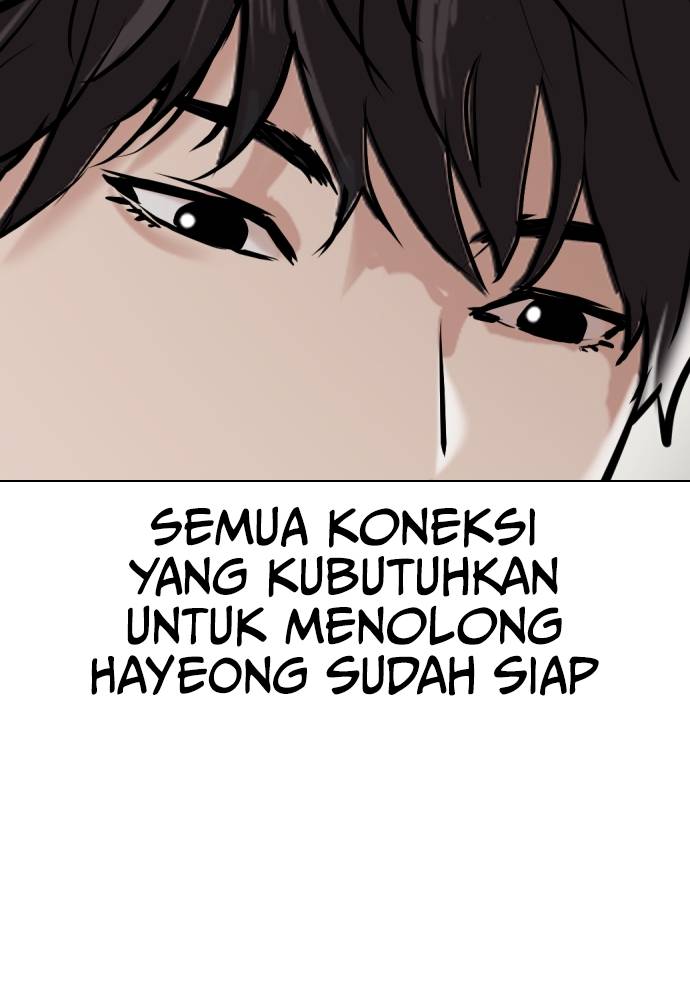 SEMUA KONEKSI
YANG KUBUTUHKAN
UNTUK MENOLONG
HAYEONG SUDAH SIAP